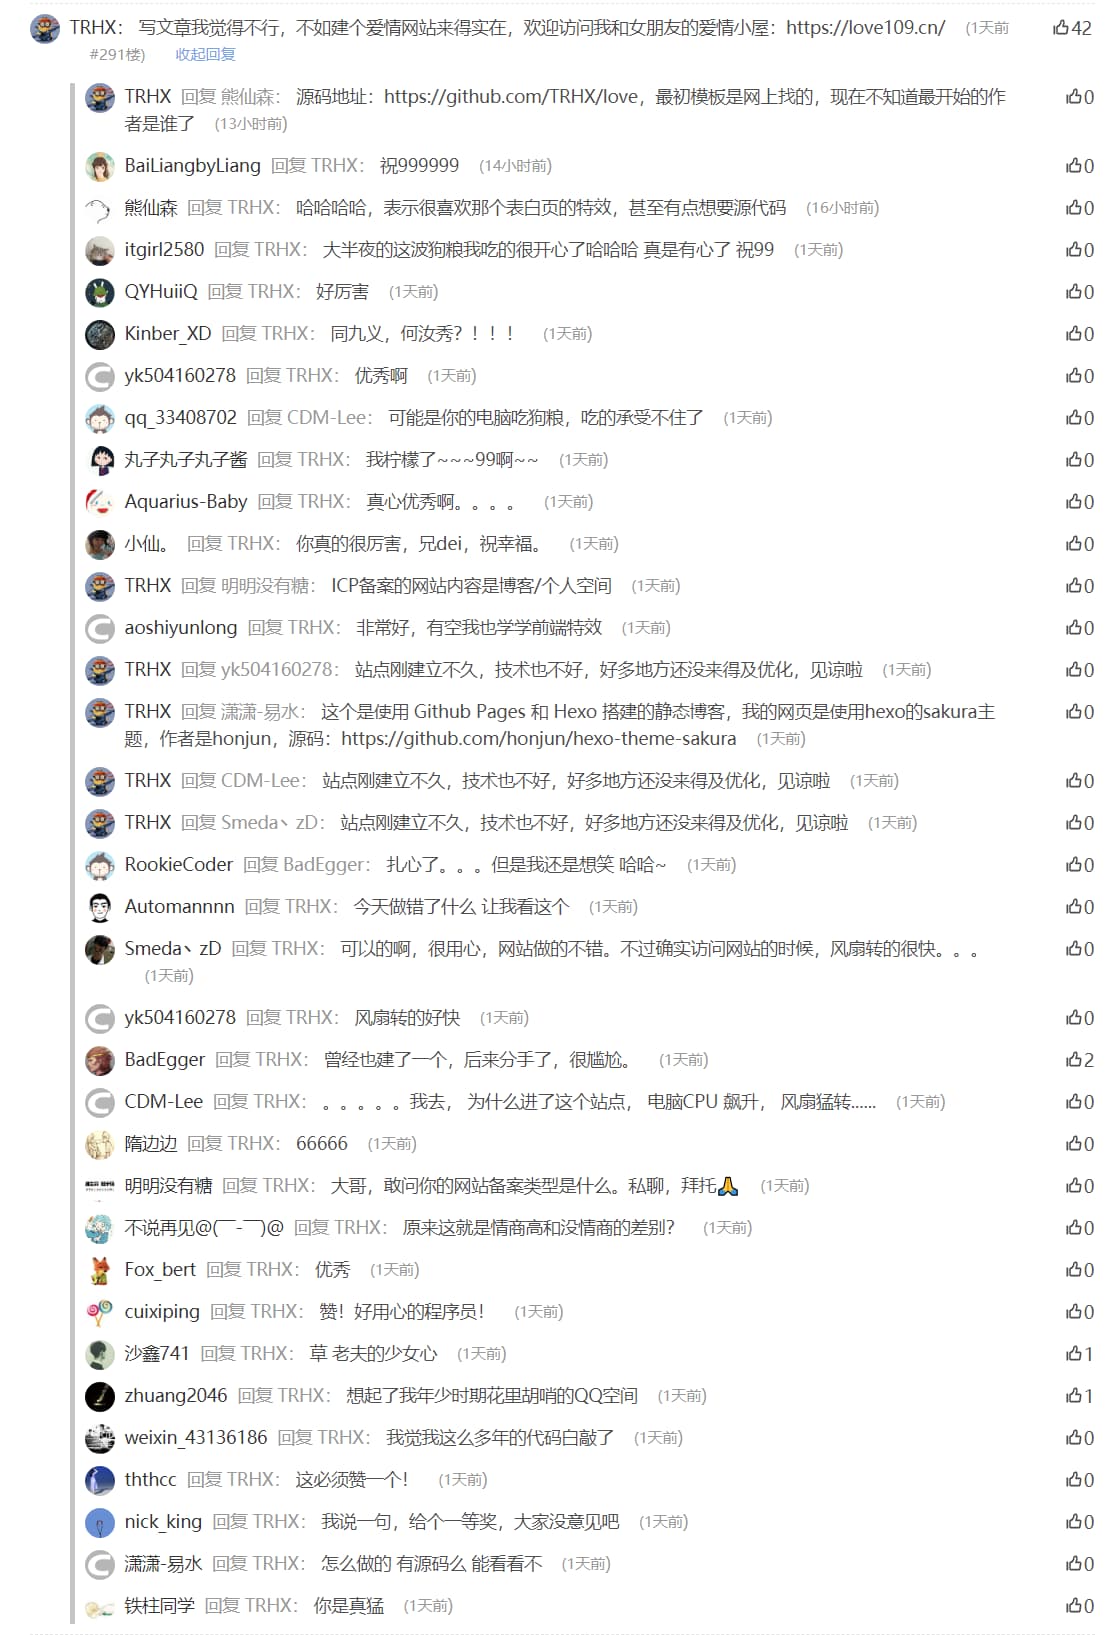 TRHX： 写文章我觉得不行，不如建个爱情网站来得实在，欢迎访问我和女朋友的爱情小屋：https://love109.cn/ (1天前 42
#291楼) 收起回复
TRHX 回复 熊仙森： 源码地址：https://github.com/TRHX/love，最初模板是网上找的，现在不知道最开始的作 0
者是谁了 (13小时前)
BaiLiangbyLiang 回复 TRHX： 祝999999 (14小时前) 0
熊仙森 回复 TRHX： 哈哈哈哈，表示很喜欢那个表白页的特效，甚至有点想要源代码 (16小时前) 0
itgirl2580 回复 TRHX： 大半夜的这波狗粮我吃的很开心了哈哈哈 真是有心了 祝99 (1天前) 0
QYHuiiQ 回复 TRHX： 好厉害 (1天前) 0
Kinber_XD 回复 TRHX： 同九义，何汝秀？！！！ (1天前) 0
yk504160278 回复 TRHX： 优秀啊 (1天前) 0
qq_33408702 回复 CDM-Lee： 可能是你的电脑吃狗粮，吃的承受不住了 (1天前) 0
丸子丸子丸子酱 回复 TRHX： 我柠檬了~~~99啊~~ (1天前) 0
Aquarius-Baby 回复 TRHX： 真心优秀啊。。。。 (1天前) 0
小仙。 回复 TRHX： 你真的很厉害，兄dei，祝幸福。 (1天前) 0
TRHX 回复 明明没有糖： ICP备案的网站内容是博客/个人空间 (1天前) 0
aoshiyunlong 回复 TRHX： 非常好，有空我也学学前端特效 (1天前) 0
TRHX 回复 yk504160278： 站点刚建立不久，技术也不好，好多地方还没来得及优化，见谅啦 (1天前) 0
TRHX 回复 潇潇-易水： 这个是使用 Github Pages 和 Hexo 搭建的静态博客，我的网页是使用hexo的sakura主 0
题，作者是honjun，源码：https://github.com/honjun/hexo-theme-sakura (1天前)
TRHX 回复 CDM-Lee： 站点刚建立不久，技术也不好，好多地方还没来得及优化，见谅啦 (1天前) 0
TRHX 回复 Smeda丶zD： 站点刚建立不久，技术也不好，好多地方还没来得及优化，见谅啦 (1天前) 0
RookieCoder 回复 BadEgger： 扎心了。。。但是我还是想笑 哈哈~ (1天前) 0
Automannnn 回复 TRHX： 今天做错了什么 让我看这个 (1天前) 0
Smeda丶zD 回复 TRHX： 可以的啊，很用心，网站做的不错。不过确实访问网站的时候，风扇转的很快。。。 0
(1天前)
yk504160278 回复 TRHX： 风扇转的好快 (1天前) 0
BadEgger 回复 TRHX： 曾经也建了一个，后来分手了，很尴尬。 (1天前) 2
CDM-Lee 回复 TRHX： 。。。。。我去， 为什么进了这个站点， 电脑CPU 飙升， 风扇猛转...... (1天前) 0
隋边边 回复 TRHX： 66666 (1天前) 0
明明没有糖 回复 TRHX： 大哥，敢问你的网站备案类型是什么。私聊，拜托🙏 (1天前) 0
不说再见@(￣-￣)@ 回复 TRHX： 原来这就是情商高和没情商的差别？ (1天前) 0
Fox_bert 回复 TRHX： 优秀 (1天前) 0
cuixiping 回复 TRHX： 赞！好用心的程序员！ (1天前) 0
沙鑫741 回复 TRHX： 草 老夫的少女心 (1天前) 1
zhuang2046 回复 TRHX： 想起了我年少时期花里胡哨的QQ空间 (1天前) 1
weixin_43136186 回复 TRHX： 我觉我这么多年的代码白敲了 (1天前) 0
ththcc 回复 TRHX： 这必须赞一个！ (1天前) 0
nick_king 回复 TRHX： 我说一句，给个一等奖，大家没意见吧 (1天前) 0
潇潇-易水 回复 TRHX： 怎么做的 有源码么 能看看不 (1天前) 0
铁柱同学 回复 TRHX： 你是真猛 (1天前) 0